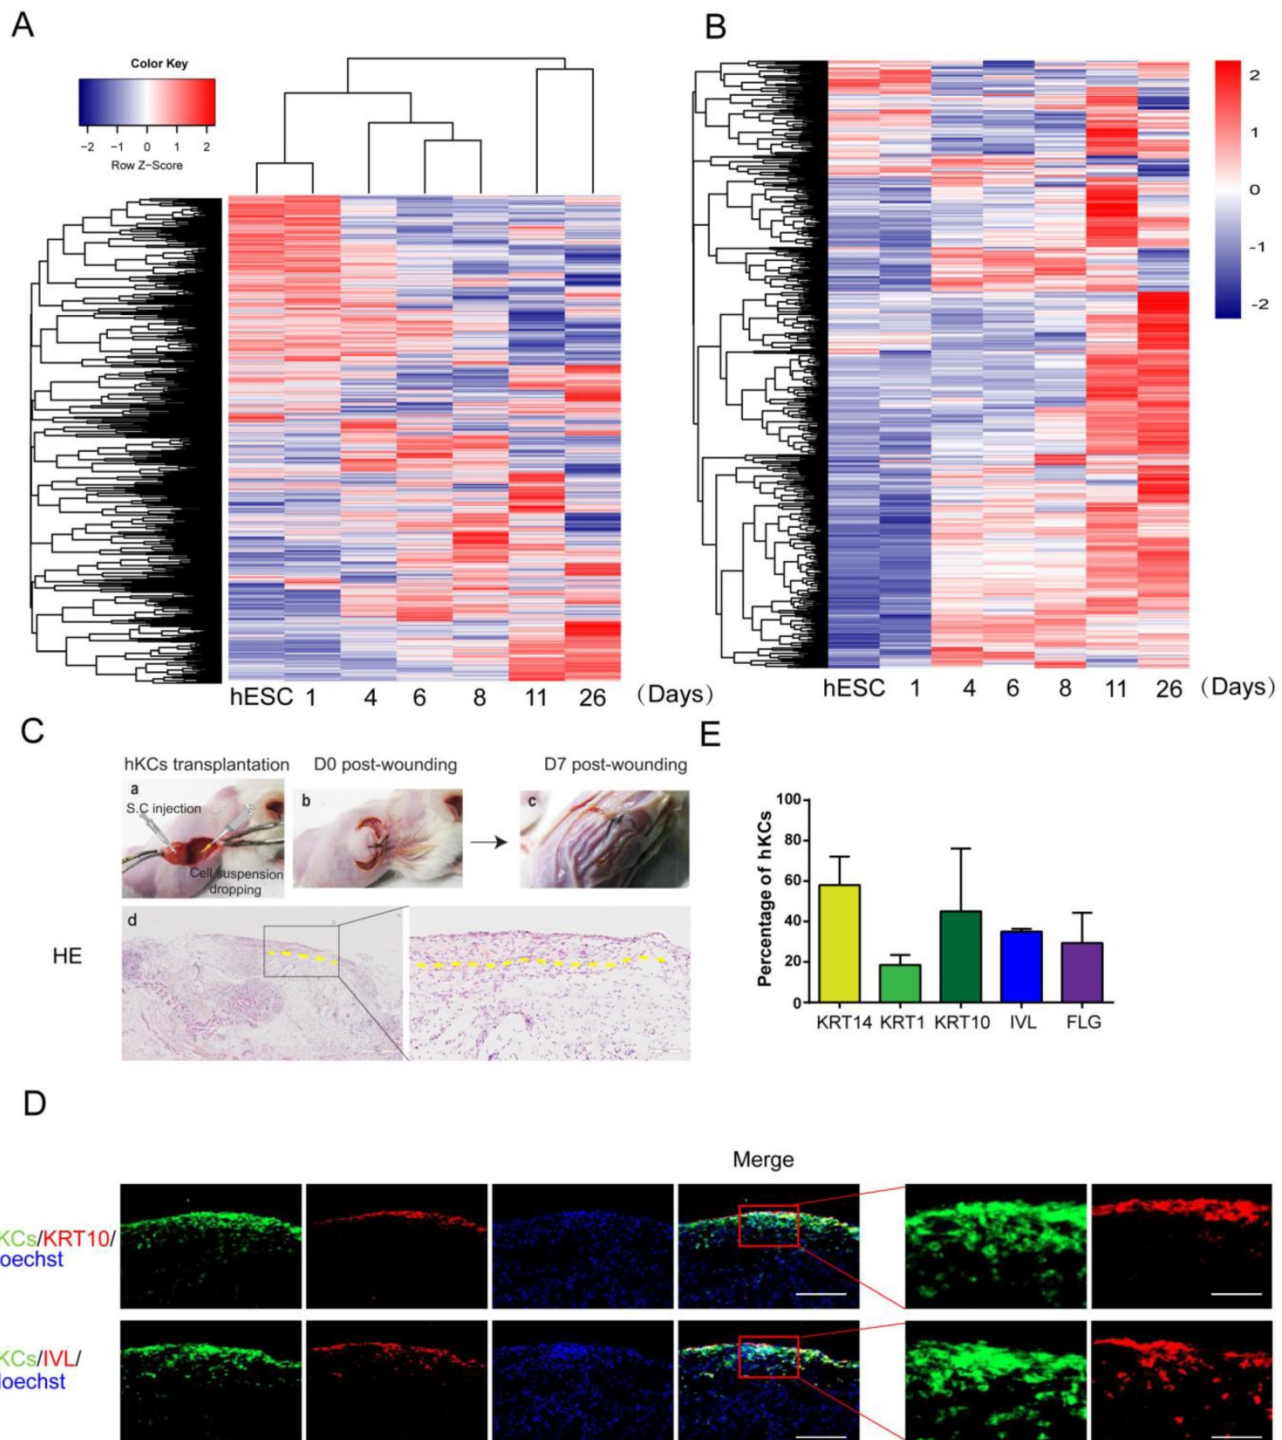 A
Color Key
−2 −1 0 1 2
Row Z−Score
hESC 1 4 6 8 11 26 (Days)
B
2
1
0
-1
-2
hESC 1 4 6 8 11 26 (Days)
C
hKCs transplantation D0 post-wounding D7 post-wounding
a
S.C injection
Cell suspension
dropping
b
c
HE
d
E
Percentage of hKCs
100
80
60
40
20
0
KRT14 KRT1 KRT10 IVL FLG
D
Merge
KCs/KRT10/
oechst
KCs/IVL/
oechst